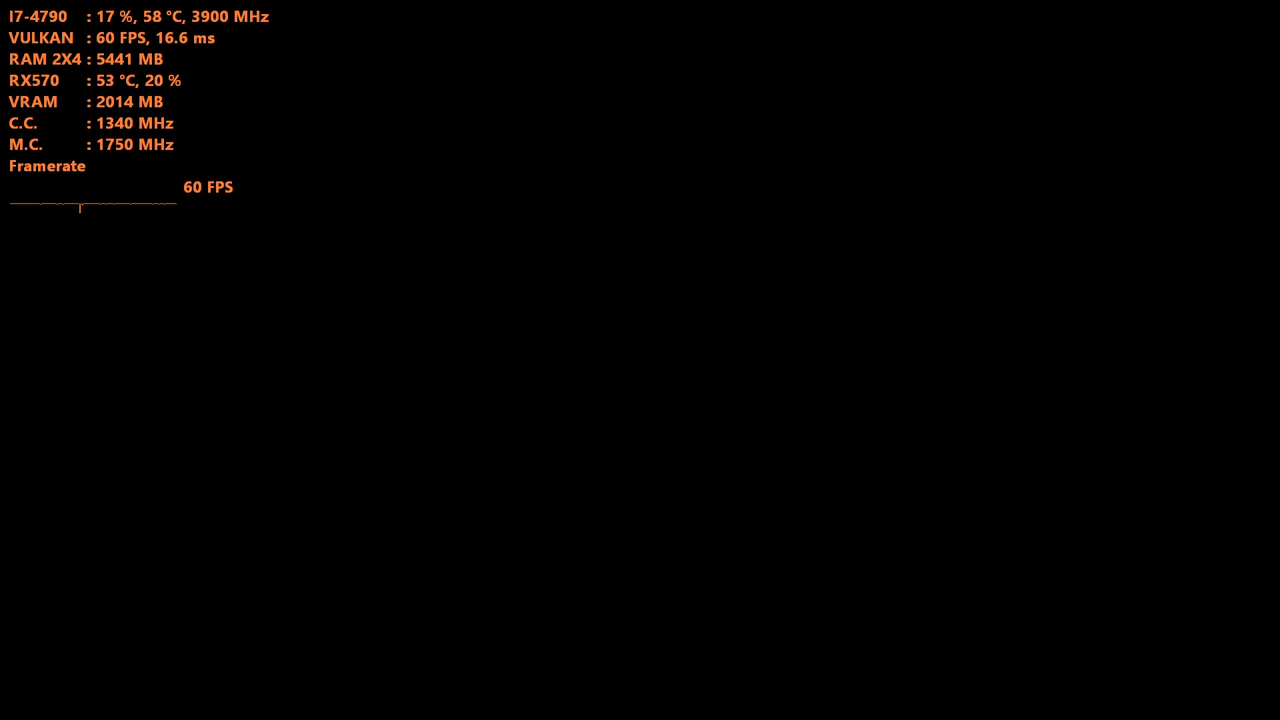 I7-4790 : 17 %, 58 °C, 3900 MHz
VULKAN : 60 FPS, 16.6 ms
RAM 2X4 : 5441 MB
RX570 : 53 °C, 20 %
VRAM : 2014 MB
C.C. : 1340 MHz
M.C. : 1750 MHz
Framerate
60 FPS